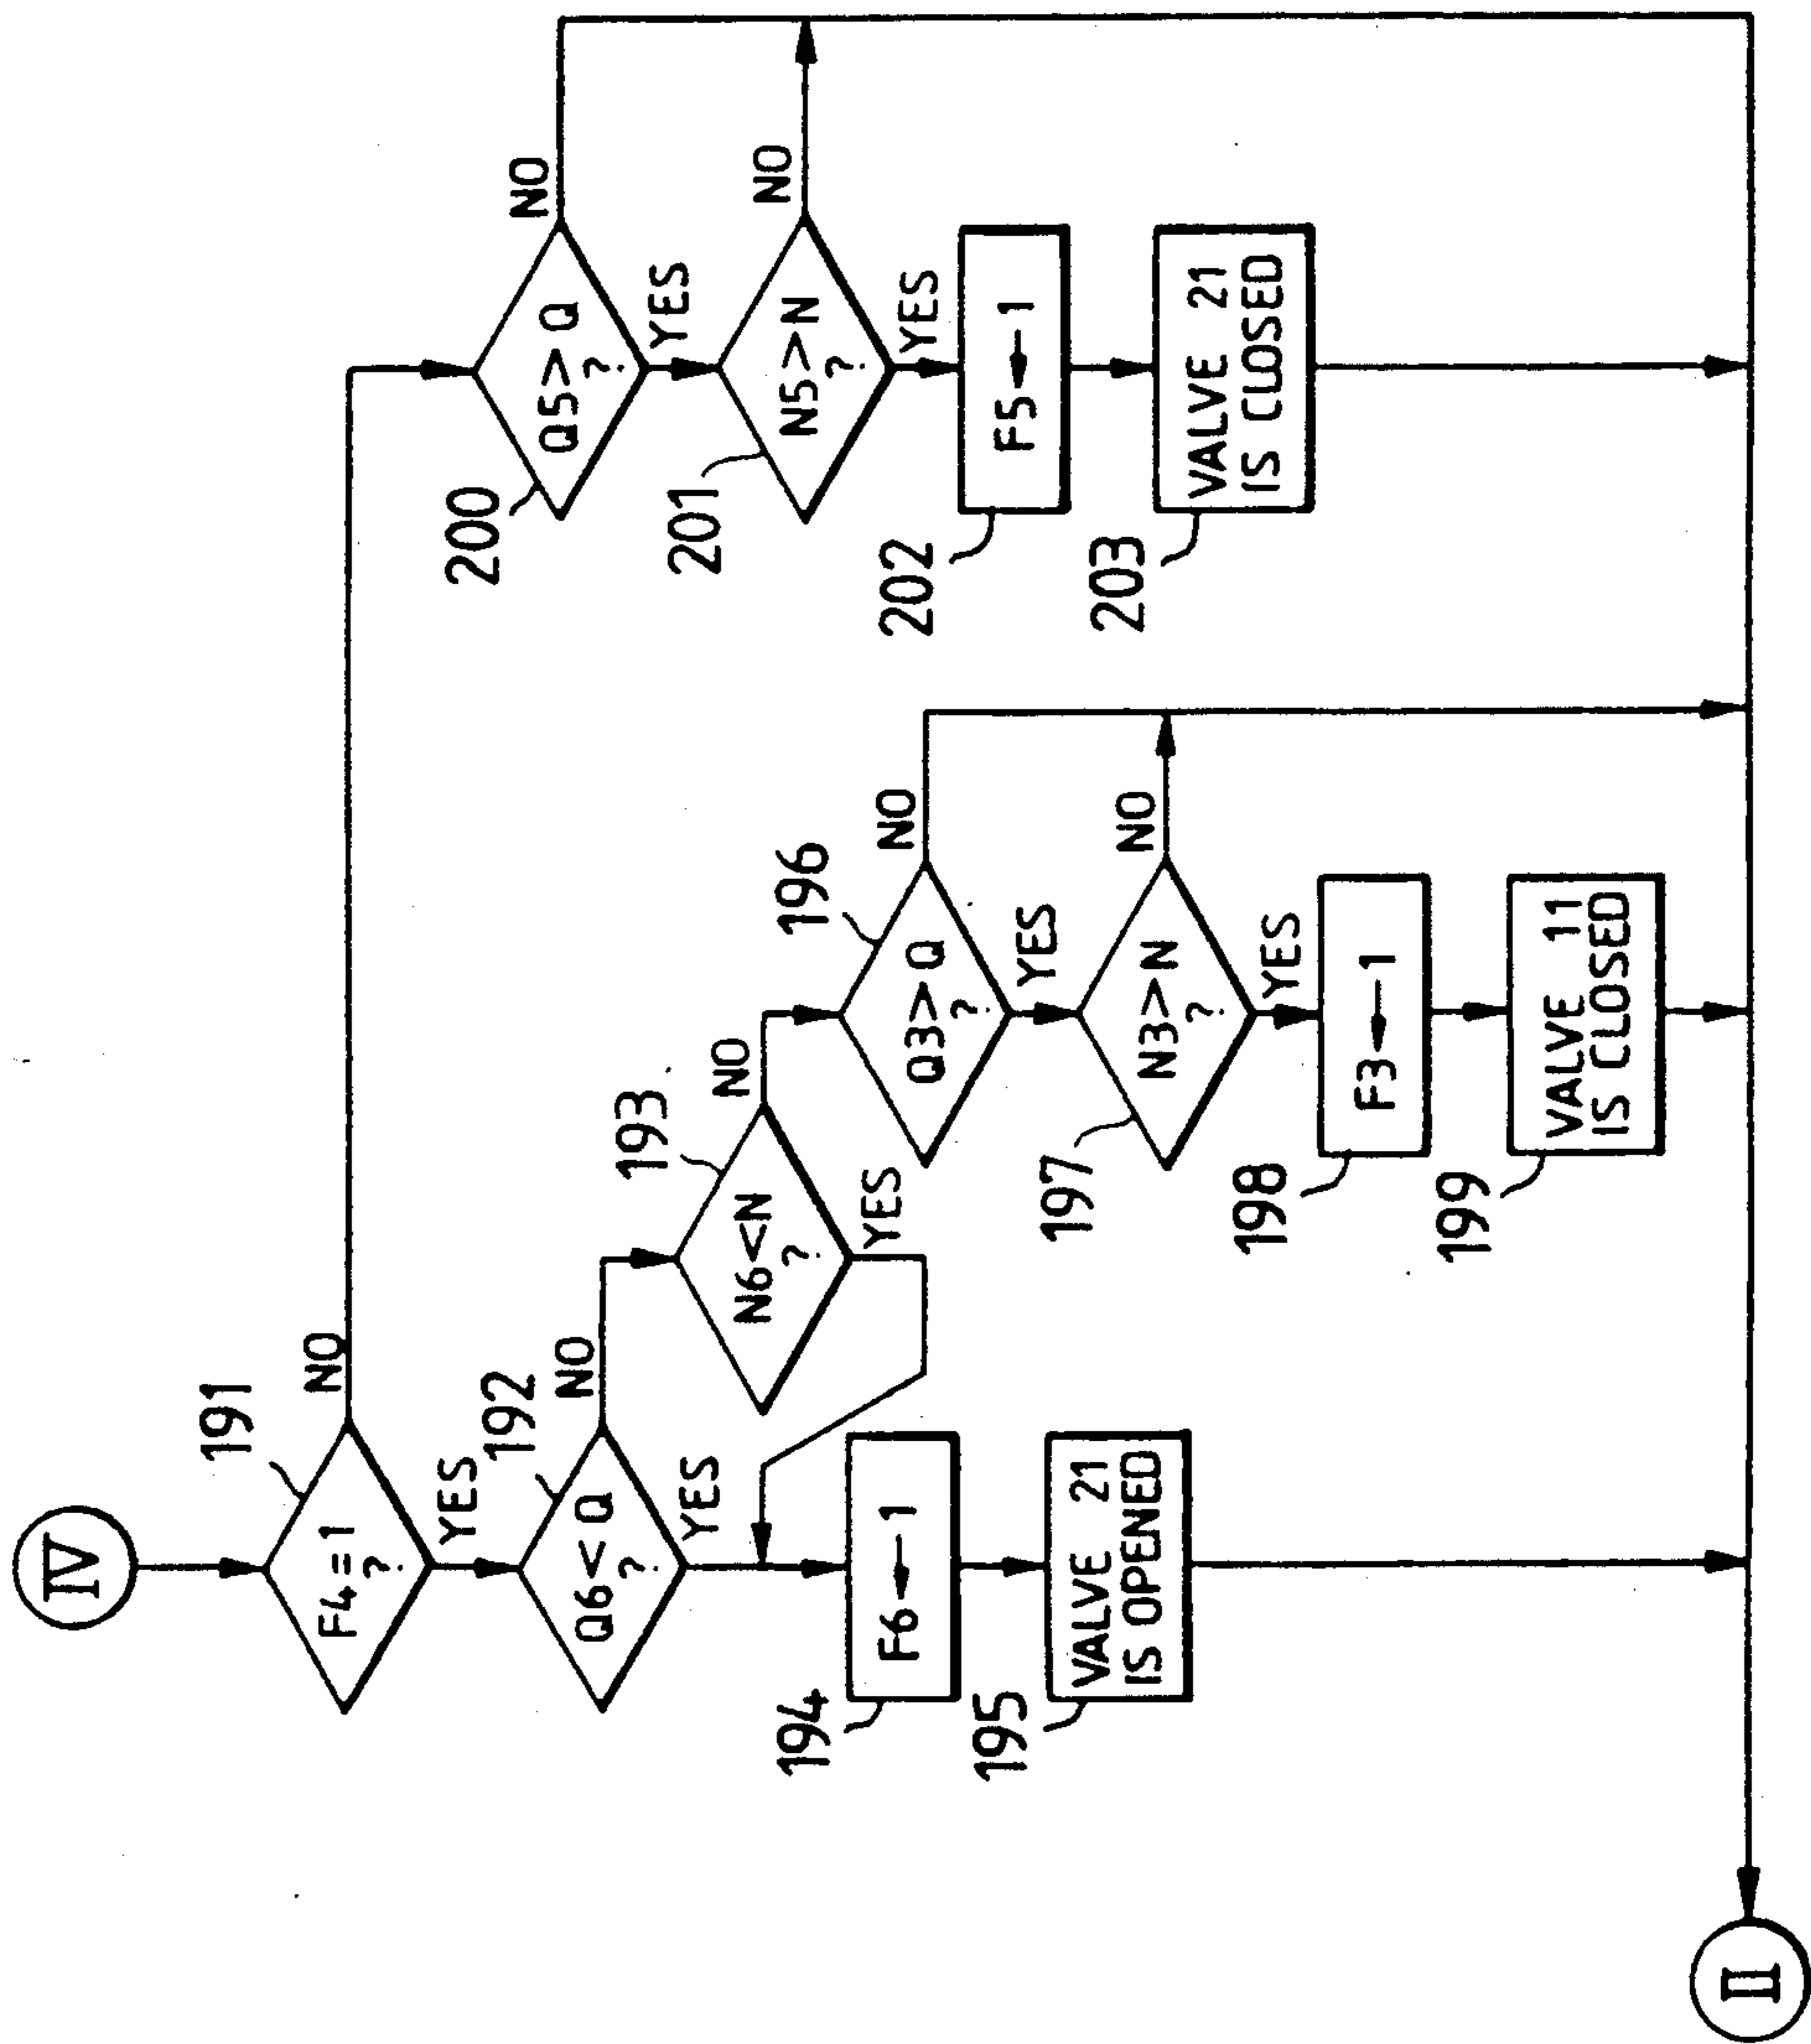 IV
191
F4=1
?
NO
YES
192
Q6<Q
?
NO
YES
193
N6<N
?
NO
YES
194
F6←1
195
VALVE 21
IS OPENED
196
Q3>Q
?
NO
YES
197
N3>N
?
NO
YES
198
F3←1
199
VALVE 11
IS CLOSED
200
Q5>Q
?
NO
YES
201
N5>N
?
NO
YES
202
F5←1
203
VALVE 21
IS CLOSED
II